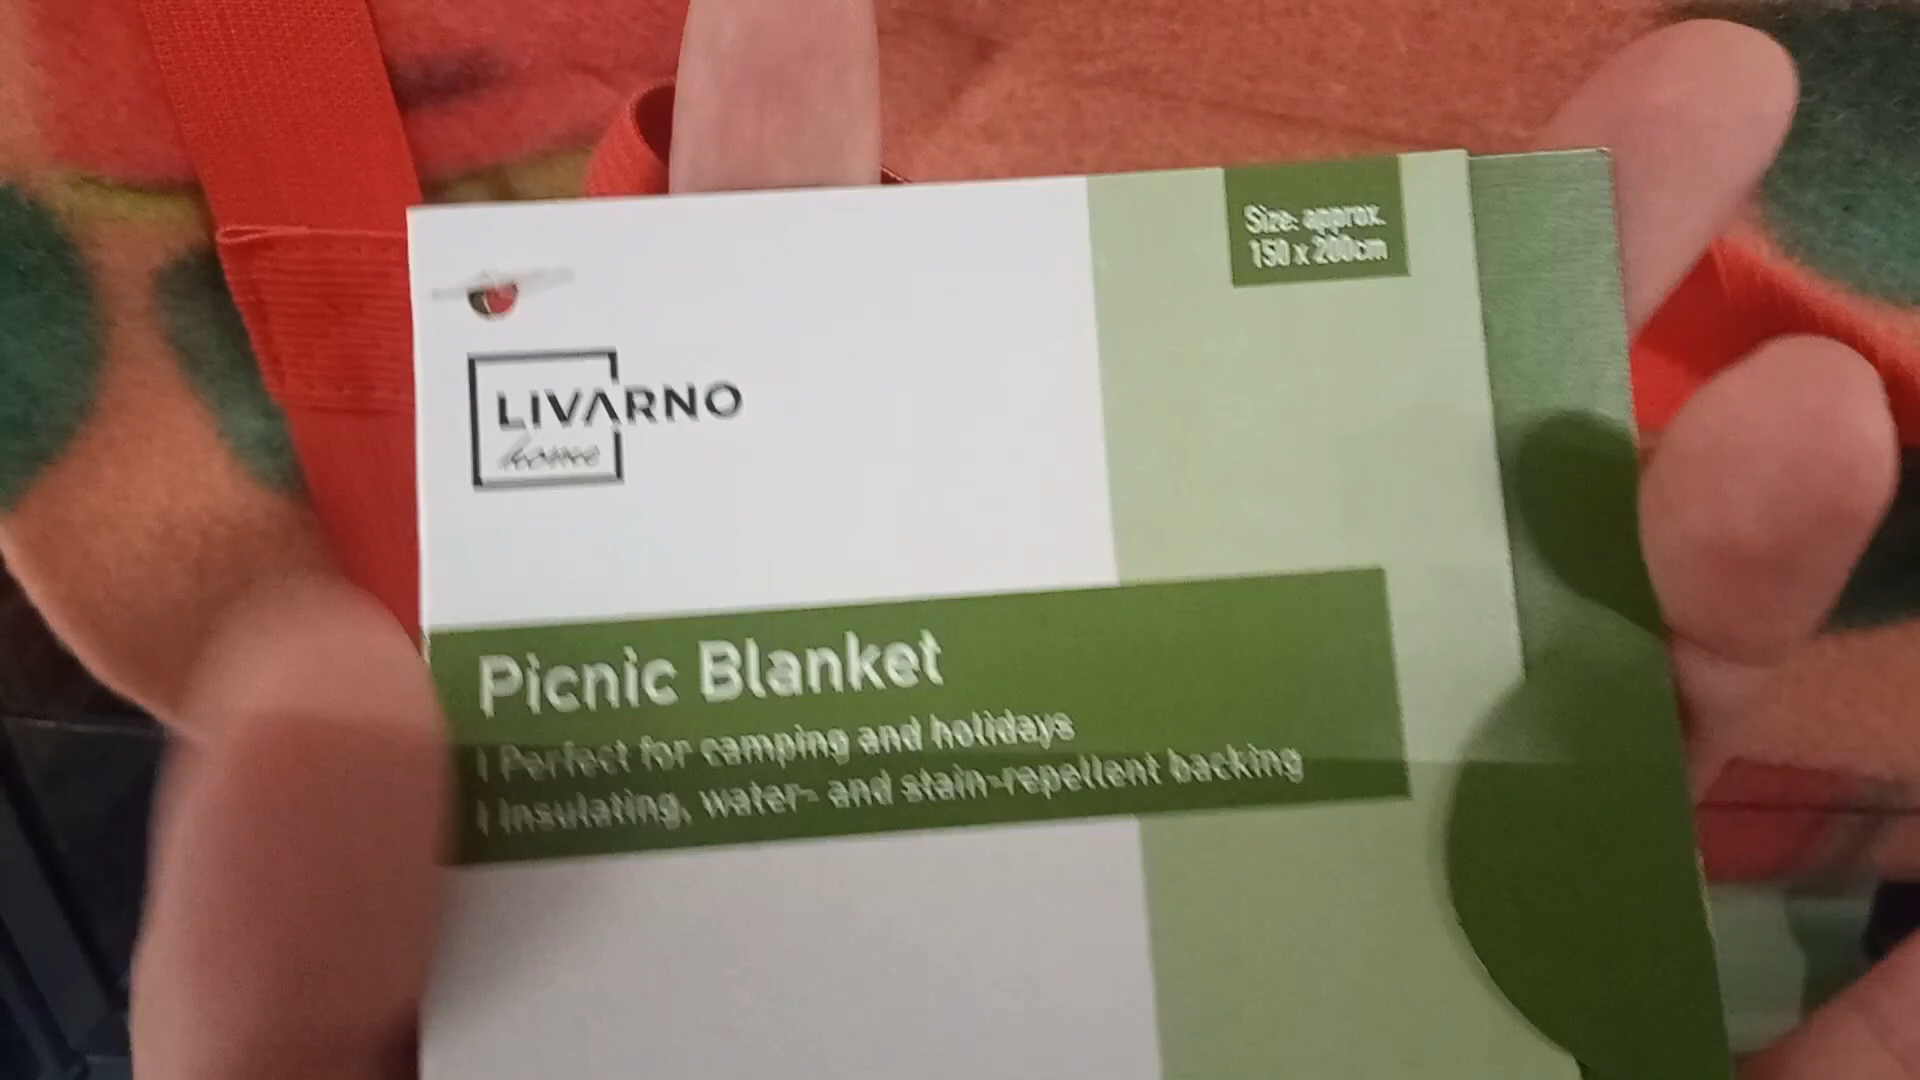 Size: approx.
150 x 200cm
LIVARNO
home
Picnic Blanket
| Perfect for camping and holidays
| Insulating, water- and stain-repellent backing